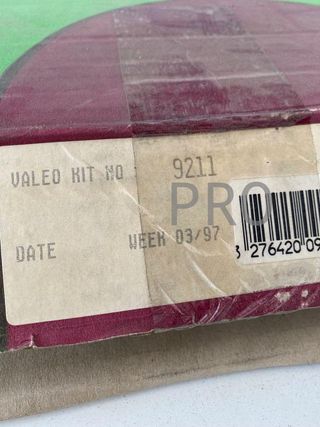 VALEO KIT NO 9211
PRO
DATE WEEK 03/97
3 276420 09